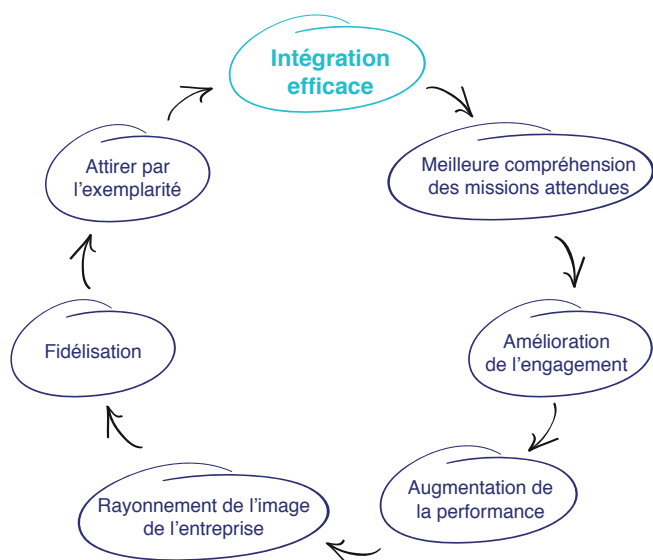 Intégration
efficace
Meilleure compréhension
des missions attendues
Amélioration
de l'engagement
Augmentation de
la performance
Rayonnement de l'image
de l'entreprise
Fidélisation
Attirer par
l'exemplarité